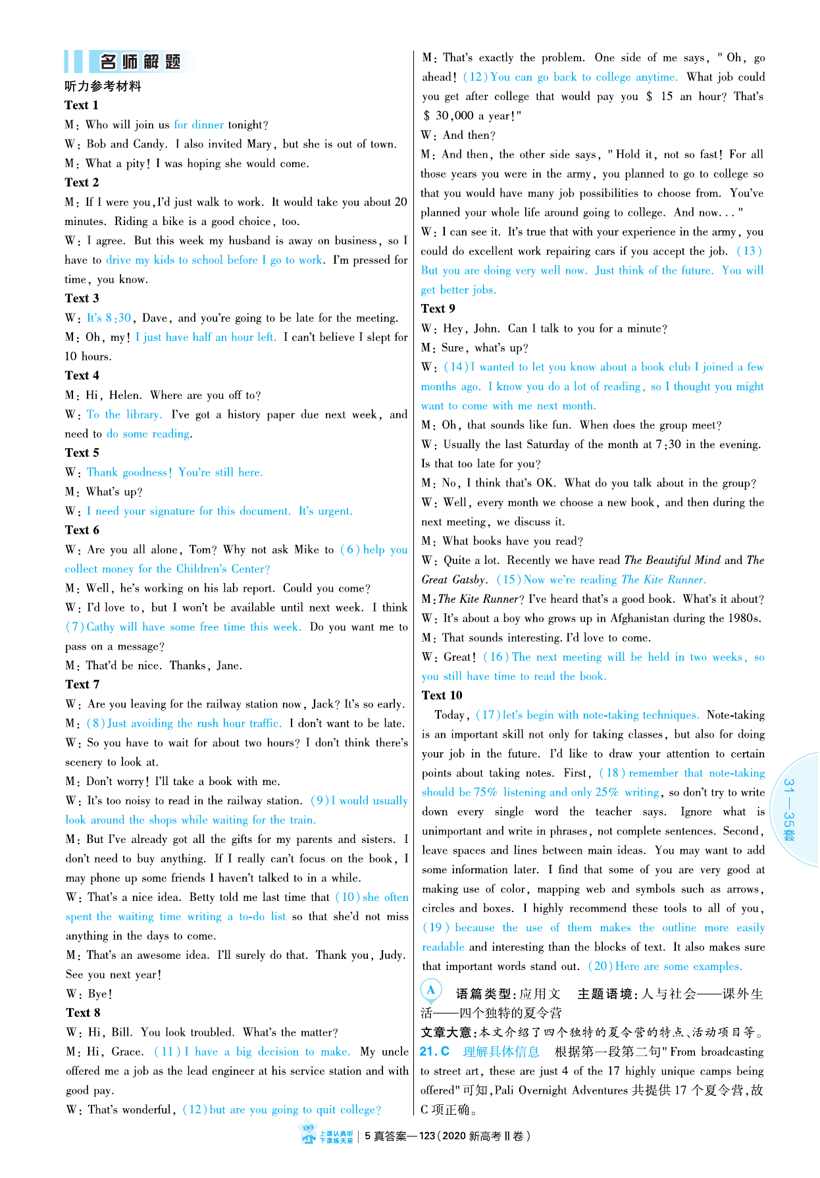 名师解题
听力参考材料
Text 1
M: Who will join us for dinner tonight?
W: Bob and Candy. I also invited Mary, but she is out of town.
M: What a pity! I was hoping she would come.
Text 2
M: If I were you,I'd just walk to work. It would take you about 20
minutes. Riding a bike is a good choice, too.
W: I agree. But this week my husband is away on business, so I
have to drive my kids to school before I go to work. I'm pressed for
time, you know.
Text 3
W: It's 8:30, Dave, and you're going to be late for the meeting.
M: Oh, my! I just have half an hour left. I can't believe I slept for
10 hours.
Text 4
M: Hi, Helen. Where are you off to?
W: To the library. I've got a history paper due next week, and
need to do some reading.
Text 5
W: Thank goodness! You're still here.
M: What's up?
W: I need your signature for this document. It's urgent.
Text 6
W: Are you all alone, Tom? Why not ask Mike to (6)help you
collect money for the Children's Center?
M: Well, he's working on his lab report. Could you come?
W: I'd love to, but I won't be available until next week. I think
(7)Cathy will have some free time this week. Do you want me to
pass on a message?
M: That'd be nice. Thanks, Jane.
Text 7
W: Are you leaving for the railway station now, Jack? It's so early.
M: (8)Just avoiding the rush hour traffic. I don't want to be late.
W: So you have to wait for about two hours? I don't think there's
scenery to look at.
M: Don't worry! I'll take a book with me.
W: It's too noisy to read in the railway station. (9)I would usually
look around the shops while waiting for the train.
M: But I've already got all the gifts for my parents and sisters. I
don't need to buy anything. If I really can't focus on the book, I
may phone up some friends I haven't talked to in a while.
W: That's a nice idea. Betty told me last time that (10)she often
spent the waiting time writing a to-do list so that she'd not miss
anything in the days to come.
M: That's an awesome idea. I'll surely do that. Thank you, Judy.
See you next year!
W: Bye!
Text 8
W: Hi, Bill. You look troubled. What's the matter?
M: Hi, Grace. (11)I have a big decision to make. My uncle
offered me a job as the lead engineer at his service station and with
good pay.
W: That's wonderful, (12)but are you going to quit college?
M: That's exactly the problem. One side of me says, "Oh, go
ahead! (12)You can go back to college anytime. What job could
you get after college that would pay you $ 15 an hour? That's
$ 30,000 a year!"
W: And then?
M: And then, the other side says, "Hold it, not so fast! For all
those years you were in the army, you planned to go to college so
that you would have many job possibilities to choose from. You've
planned your whole life around going to college. And now..."
W: I can see it. It's true that with your experience in the army, you
could do excellent work repairing cars if you accept the job. (13)
But you are doing very well now. Just think of the future. You will
get better jobs.
Text 9
W: Hey, John. Can I talk to you for a minute?
M: Sure, what's up?
W: (14)I wanted to let you know about a book club I joined a few
months ago. I know you do a lot of reading, so I thought you might
want to come with me next month.
M: Oh, that sounds like fun. When does the group meet?
W: Usually the last Saturday of the month at 7:30 in the evening.
Is that too late for you?
M: No, I think that's OK. What do you talk about in the group?
W: Well, every month we choose a new book, and then during the
next meeting, we discuss it.
M: What books have you read?
W: Quite a lot. Recently we have read The Beautiful Mind and The
Great Gatsby. (15)Now we're reading The Kite Runner.
M:The Kite Runner? I've heard that's a good book. What's it about?
W: It's about a boy who grows up in Afghanistan during the 1980s.
M: That sounds interesting.I'd love to come.
W: Great! (16)The next meeting will be held in two weeks, so
you still have time to read the book.
Text 10
Today, (17)let's begin with note-taking techniques. Note-taking
is an important skill not only for taking classes, but also for doing
your job in the future. I'd like to draw your attention to certain
points about taking notes. First, (18)remember that note-taking
should be 75% listening and only 25% writing, so don't try to write
down every single word the teacher says. Ignore what is
unimportant and write in phrases, not complete sentences. Second,
leave spaces and lines between main ideas. You may want to add
some information later. I find that some of you are very good at
making use of color, mapping web and symbols such as arrows,
circles and boxes. I highly recommend these tools to all of you,
(19) because the use of them makes the outline more easily
readable and interesting than the blocks of text. It also makes sure
that important words stand out. (20)Here are some examples.
A 语篇类型:应用文 主题语境:人与社会——课外生
活——四个独特的夏令营
文章大意:本文介绍了四个独特的夏令营的特点、活动项目等。
21. C 理解具体信息 根据第一段第二句"From broadcasting
to street art, these are just 4 of the 17 highly unique camps being
offered"可知,Pali Overnight Adventures 共提供 17 个夏令营,故
C 项正确。
31—35套
上课认真听
下课练天星
5 真答案—123(2020 新高考Ⅱ卷)